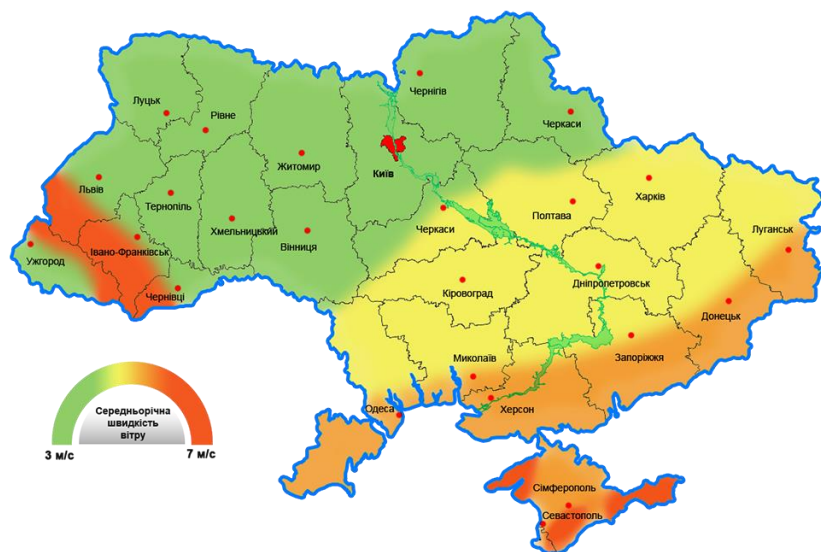 Чернігів
Луцьк
Рівне
Черкаси
Житомир
Київ
Львів
Тернопіль
Харків
Полтава
Черкаси
Хмельницький
Вінниця
Луганськ
Івано-Франківськ
Ужгород
Чернівці
Дніпропетровськ
Кіровоград
Донецьк
Запоріжжя
Миколаїв
Одеса
Херсон
Середньорічна
швидкість
вітру
3 м/с
7 м/с
Сімферополь
Севастополь